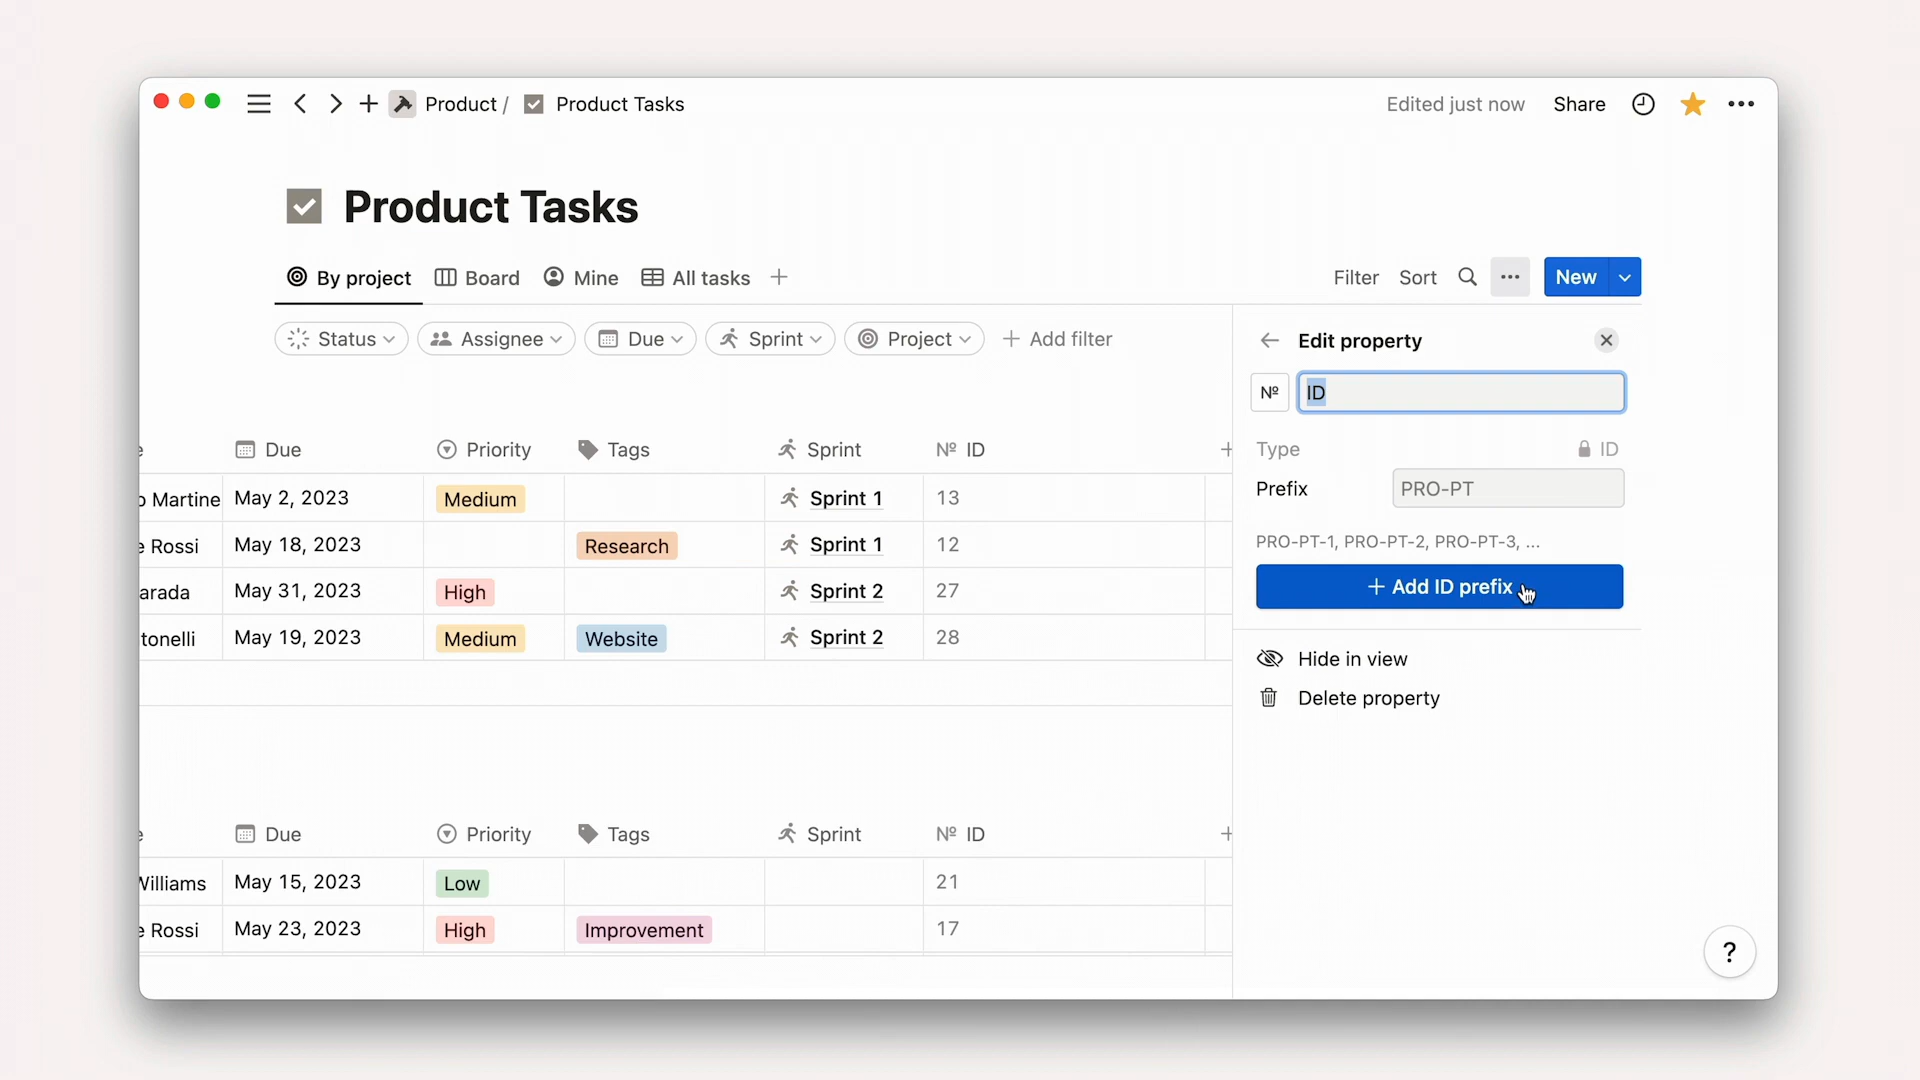 Product / Product Tasks
Edited just now Share
Product Tasks
By project Board Mine All tasks
Filter Sort New
Status Assignee Due Sprint Project + Add filter
Edit property
Nº ID
Type ID
Prefix PRO-PT
PRO-PT-1, PRO-PT-2, PRO-PT-3, ...
+ Add ID prefix
Hide in view
Delete property
e Due Priority Tags Sprint Nº ID +
Martine May 2, 2023 Medium Sprint 1 13
e Rossi May 18, 2023 Research Sprint 1 12
arada May 31, 2023 High Sprint 2 27
tonelli May 19, 2023 Medium Website Sprint 2 28
e Due Priority Tags Sprint Nº ID +
Williams May 15, 2023 Low 21
e Rossi May 23, 2023 High Improvement 17
?